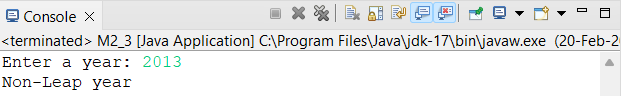 Console
<terminated> M2_3 [Java Application] C:\Program Files\Java\jdk-17\bin\javaw.exe (20-Feb-2
Enter a year: 2013
Non-Leap year